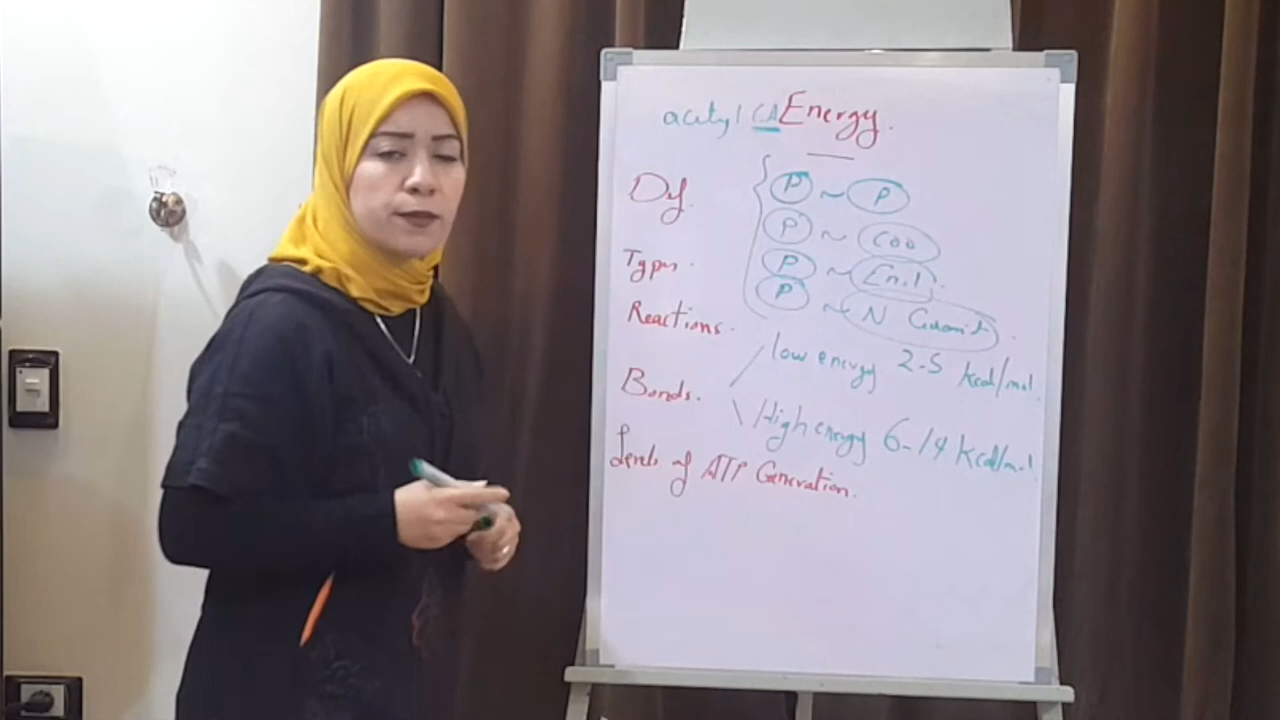 acetyl CA Energy.
Def.
P ~ P
P ~ COO
Types.
P ~ Enol
P ~ N Guanid
Reactions.
low energy 2-5 Kcal/mol
Bonds.
High energy 6-14 Kcal/mol
Levels of ATP Generation.